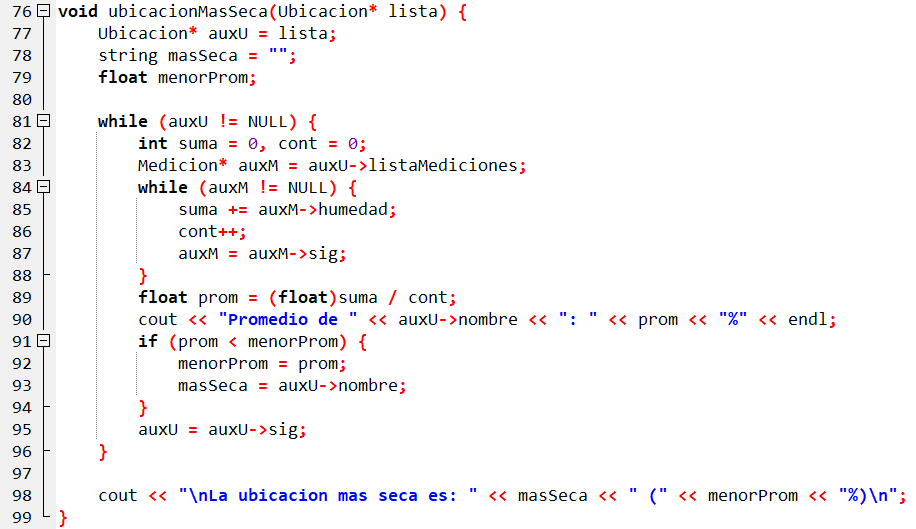 76 void ubicacionMasSeca(Ubicacion* lista) {
77     Ubicacion* auxU = lista;
78     string masSeca = "";
79     float menorProm;
80
81     while (auxU != NULL) {
82         int suma = 0, cont = 0;
83         Medicion* auxM = auxU->listaMediciones;
84         while (auxM != NULL) {
85             suma += auxM->humedad;
86             cont++;
87             auxM = auxM->sig;
88         }
89         float prom = (float)suma / cont;
90         cout << "Promedio de " << auxU->nombre << ": " << prom << "%" << endl;
91         if (prom < menorProm) {
92             menorProm = prom;
93             masSeca = auxU->nombre;
94         }
95         auxU = auxU->sig;
96     }
97
98     cout << "\nLa ubicacion mas seca es: " << masSeca << " (" << menorProm << "%)\n";
99 }